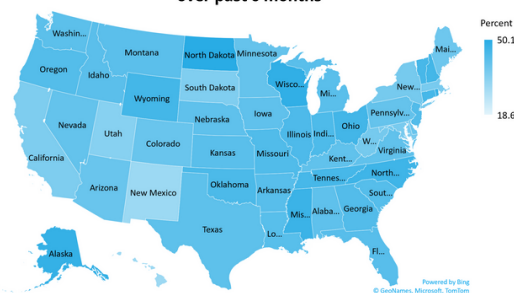 over past 6 months
Percent
50.1
18.6
Washin...
Montana
North Dakota
Minnesota
Mai...
Oregon
Idaho
Wyoming
South Dakota
Wisco...
Mi...
New...
Nebraska
Iowa
Pennsylv...
Nevada
Utah
Colorado
Illinois
Indi...
Ohio
W...
Virginia
California
Kansas
Missouri
Kent...
Arizona
New Mexico
Oklahoma
Arkansas
Tennes...
North...
Sout...
Texas
Lo...
Mis...
Alaba...
Georgia
Alaska
Fl...
Powered by Bing
© GeoNames, Microsoft, TomTom